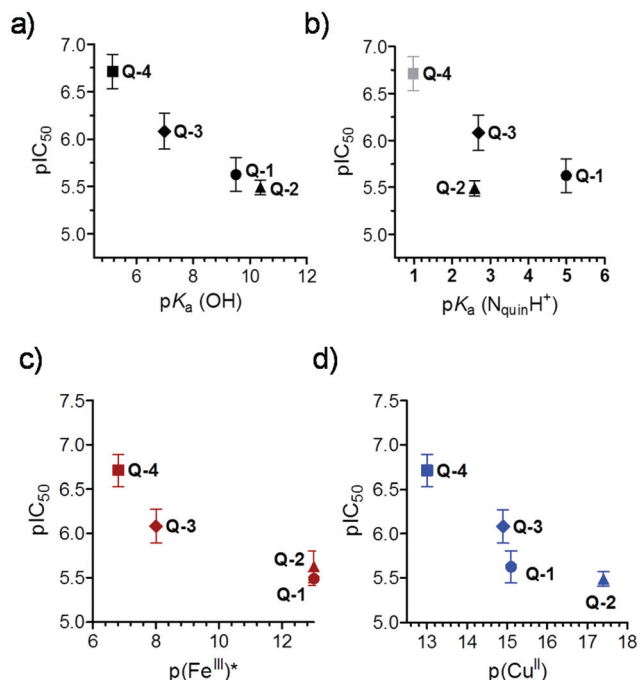 a)
b)
7.0
6.5
6.0
5.5
5.0
pIC50
Q-4
Q-3
Q-1
Q-2
4 6 8 10 12
pKa (OH)
7.0
6.5
6.0
5.5
5.0
pIC50
Q-4
Q-3
Q-2
Q-1
1 2 3 4 5 6
pKa (NquinH+)
c)
d)
7.5
7.0
6.5
6.0
5.5
5.0
pIC50
Q-4
Q-3
Q-2
Q-1
6 8 10 12
p(FeIII)*
7.5
7.0
6.5
6.0
5.5
5.0
pIC50
Q-4
Q-3
Q-1
Q-2
13 14 15 16 17 18
p(CuII)